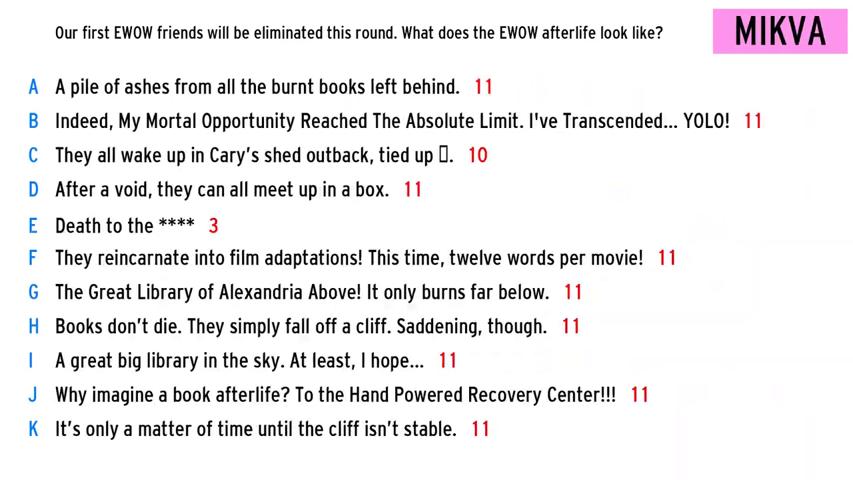 Our first EWOW friends will be eliminated this round. What does the EWOW afterlife look like?
MIKVA
A A pile of ashes from all the burnt books left behind. 11
B Indeed, My Mortal Opportunity Reached The Absolute Limit. I've Transcended... YOLO! 11
C They all wake up in Cary's shed outback, tied up ▯. 10
D After a void, they can all meet up in a box. 11
E Death to the **** 3
F They reincarnate into film adaptations! This time, twelve words per movie! 11
G The Great Library of Alexandria Above! It only burns far below. 11
H Books don't die. They simply fall off a cliff. Saddening, though. 11
I A great big library in the sky. At least, I hope... 11
J Why imagine a book afterlife? To the Hand Powered Recovery Center!!! 11
K It's only a matter of time until the cliff isn't stable. 11